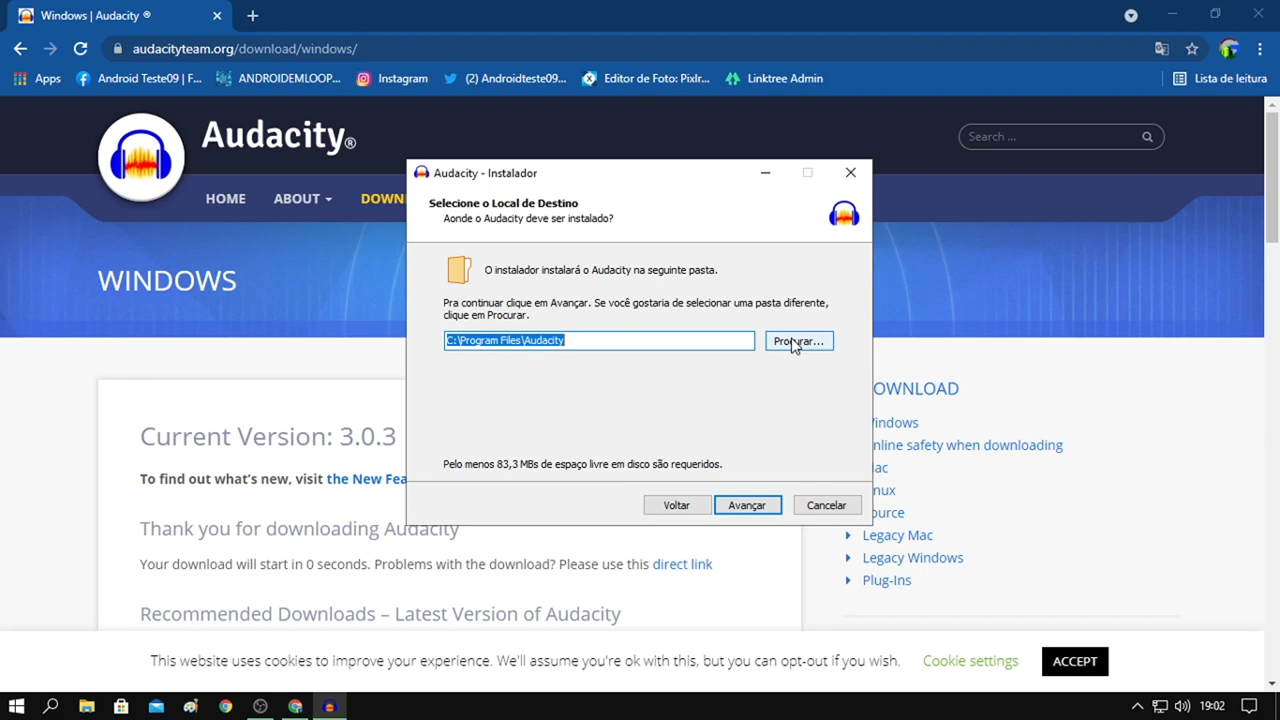 Windows | Audacity ®
audacityteam.org/download/windows/
Apps
Android Teste09 | F...
ANDROIDEMLOOP...
Instagram
(2) Androidteste09...
Editor de Foto: Pixlr...
Linktree Admin
Lista de leitura
Audacity®
Search ...
HOME
ABOUT
DOWN
WINDOWS
Audacity - Instalador
Selecione o Local de Destino
Aonde o Audacity deve ser instalado?
O instalador instalará o Audacity na seguinte pasta.
Pra continuar clique em Avançar. Se você gostaria de selecionar uma pasta diferente,
clique em Procurar.
C:\Program Files\Audacity
Procurar...
Pelo menos 83,3 MBs de espaço livre em disco são requeridos.
Voltar
Avançar
Cancelar
Current Version: 3.0.3
To find out what's new, visit the New Fea
Thank you for downloading Audacity
Your download will start in 0 seconds. Problems with the download? Please use this direct link
Recommended Downloads – Latest Version of Audacity
OWNLOAD
indows
nline safety when downloading
ac
nux
ource
Legacy Mac
Legacy Windows
Plug-Ins
This website uses cookies to improve your experience. We'll assume you're ok with this, but you can opt-out if you wish.
Cookie settings
ACCEPT
19:02